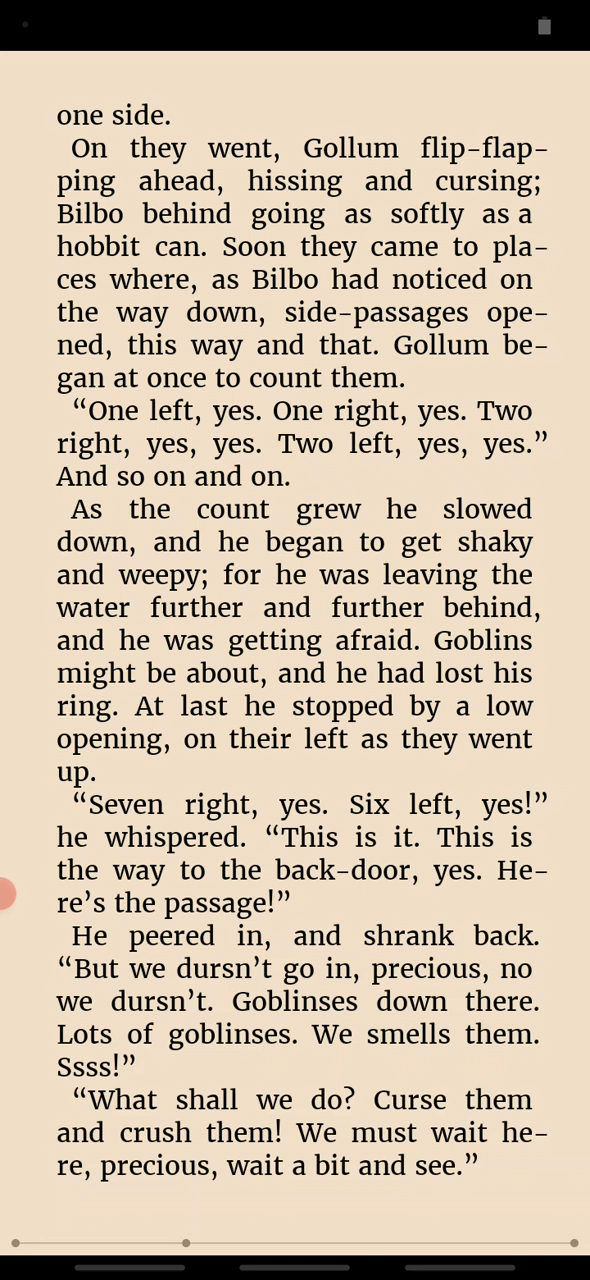 one side.
On they went, Gollum flip-flap-
ping ahead, hissing and cursing;
Bilbo behind going as softly as a
hobbit can. Soon they came to pla-
ces where, as Bilbo had noticed on
the way down, side-passages ope-
ned, this way and that. Gollum be-
gan at once to count them.
“One left, yes. One right, yes. Two
right, yes, yes. Two left, yes, yes.”
And so on and on.
As the count grew he slowed
down, and he began to get shaky
and weepy; for he was leaving the
water further and further behind,
and he was getting afraid. Goblins
might be about, and he had lost his
ring. At last he stopped by a low
opening, on their left as they went
up.
“Seven right, yes. Six left, yes!”
he whispered. “This is it. This is
the way to the back-door, yes. He-
re’s the passage!”
He peered in, and shrank back.
“But we dursn’t go in, precious, no
we dursn’t. Goblinses down there.
Lots of goblinses. We smells them.
Ssss!”
“What shall we do? Curse them
and crush them! We must wait he-
re, precious, wait a bit and see.”